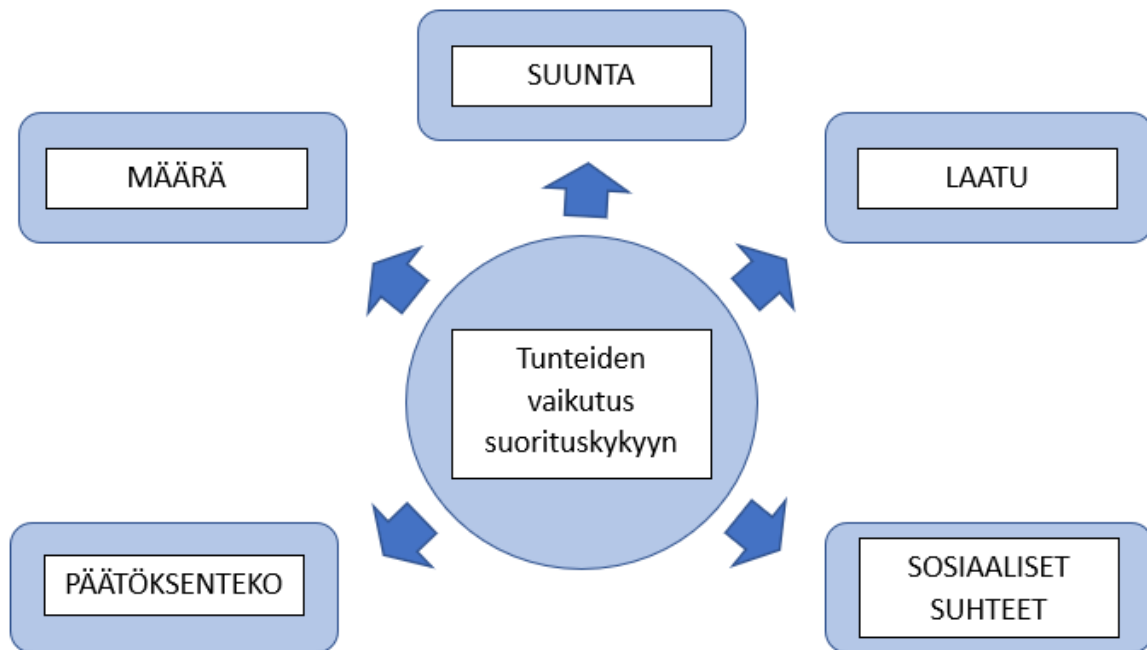 SUUNTA
MÄÄRÄ
LAATU
Tunteiden
vaikutus
suorituskykyyn
PÄÄTÖKSENTEKO
SOSIAALISET
SUHTEET